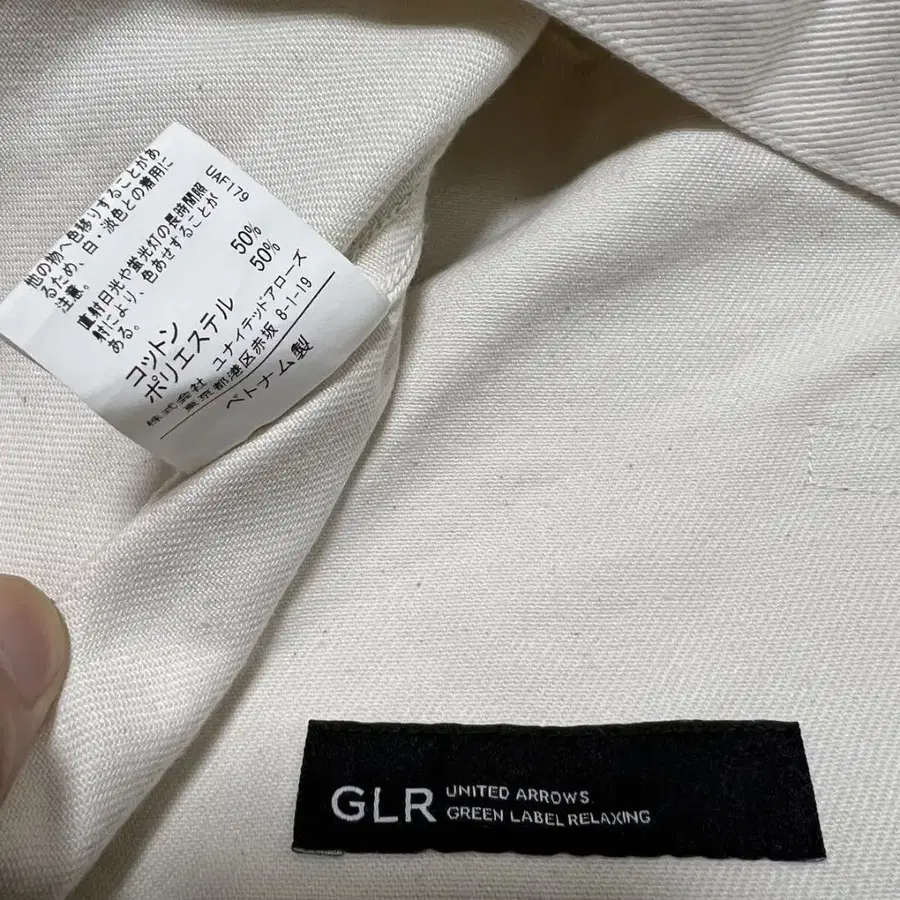 他の物へ色移りすることがあ
るため、白・淡色との着用に
注意。
直射日光や蛍光灯の長時間照
射により、色あせすることが
ある。
UAF179
コットン 50%
ポリエステル 50%
株式会社 ユナイテッドアローズ
東京都港区赤坂 8-1-19
ベトナム製
GLR UNITED ARROWS
GREEN LABEL RELAXING